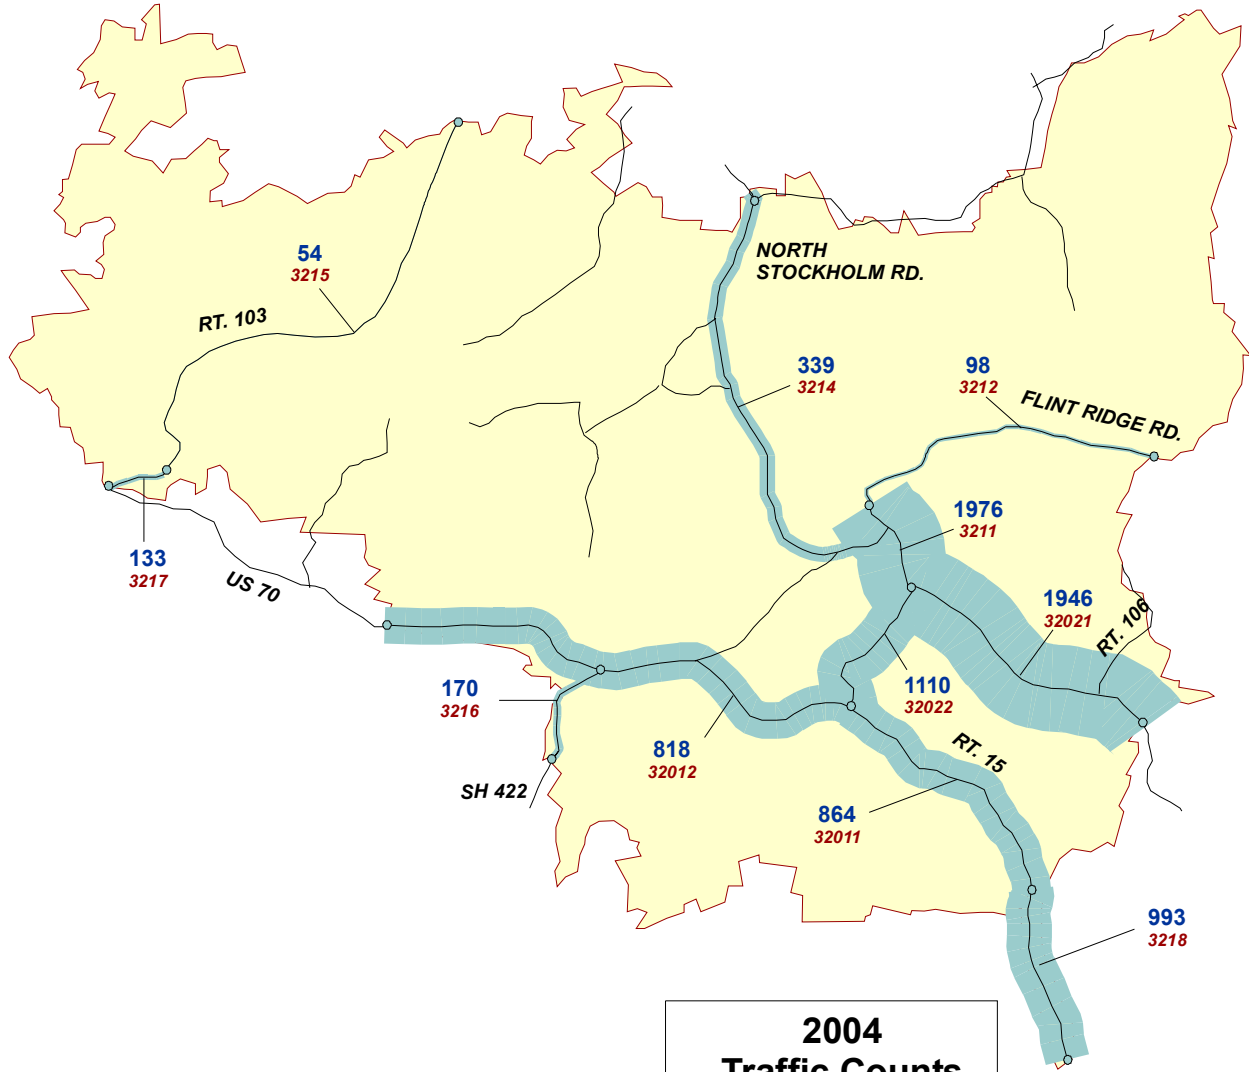 NORTH
STOCKHOLM RD.
54
3215
RT. 103
339
3214
98
3212
FLINT RIDGE RD.
1976
3211
133
3217
US 70
1946
32021
RT. 106
170
3216
1110
32022
818
32012
RT. 15
SH 422
864
32011
993
3218
2004
Traffic Counts